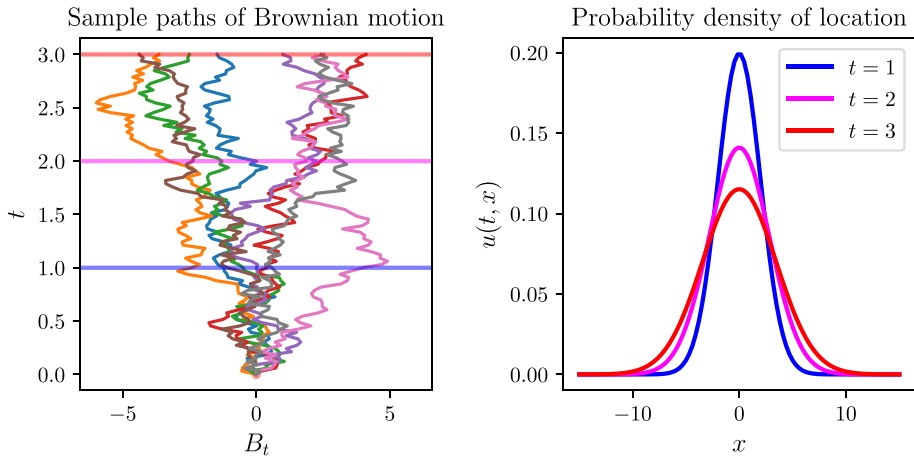 Sample paths of Brownian motion
3.0
2.5
2.0
1.5
1.0
0.5
0.0
t
−5
0
5
B_t
Probability density of location
0.20
0.15
0.10
0.05
0.00
u(t, x)
−10
0
10
x
t = 1
t = 2
t = 3